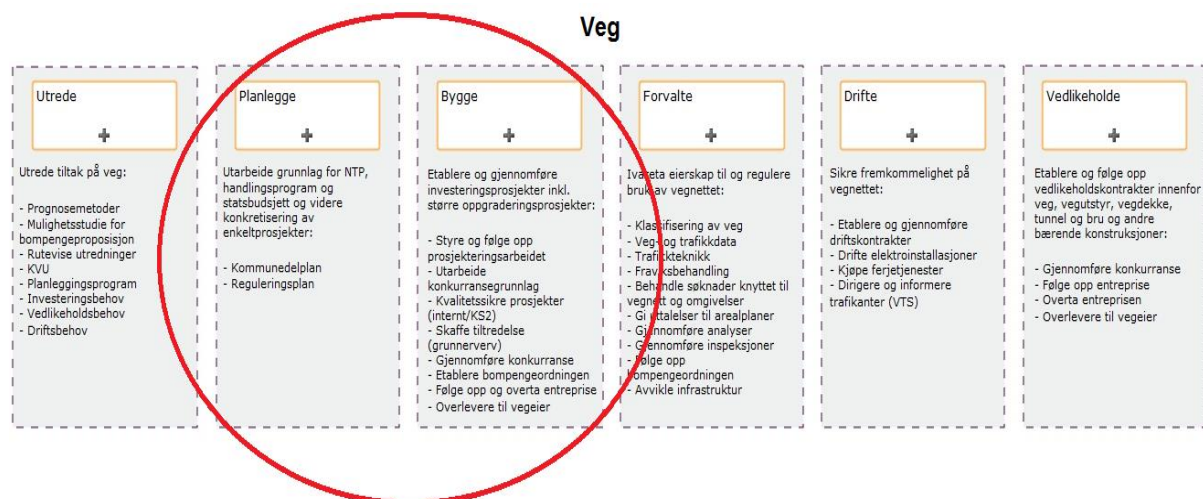 Veg
Utrede
Utrede tiltak på veg:
- Prognosemetoder
- Mulighetsstudie for
bompengeproposisjon
- Rutevise utredninger
- KVU
- Planleggingsprogram
- Investeringsbehov
- Vedlikeholdsbehov
- Driftsbehov
Planlegge
Utarbeide grunnlag for NTP,
handlingsprogram og
statsbudsjett og videre
konkretisering av
enkeltprosjekter:
- Kommunedelplan
- Reguleringsplan
Bygge
Etablere og gjennomføre
investeringsprosjekter inkl.
større oppgraderingsprosjekter:
- Styre og følge opp
prosjekteringsarbeidet
- Utarbeide
konkurransegrunnlag
- Kvalitetssikre prosjekter
(internt/KS2)
- Skaffe tiltredelse
(grunnerverv)
- Gjennomføre konkurranse
- Etablere bompengeordningen
- Følge opp og overta entreprise
- Overlevere til vegeier
Forvalte
Ivareta eierskap til og regulere
bruk av vegnettet:
- Klassifisering av veg
- Veg- og trafikkdata
- Trafikkteknikk
- Fraviksbehandling
- Behandle søknader knyttet til
vegnett og omgivelser
- Gi uttalelser til arealplaner
- Gjennomføre analyser
- Gjennomføre inspeksjoner
- Følge opp
bompengeordningen
- Avvikle infrastruktur
Drifte
Sikre fremkommelighet på
vegnettet:
- Etablere og gjennomføre
driftskontrakter
- Drifte elektroinstallasjoner
- Kjøpe ferjetjenester
- Dirigere og informere
trafikanter (VTS)
Vedlikeholde
Etablere og følge opp
vedlikeholdskontrakter innenfor
veg, vegutstyr, vegdekke,
tunnel og bru og andre
bærende konstruksjoner:
- Gjennomføre konkurranse
- Følge opp entreprise
- Overta entreprisen
- Overlevere til vegeier